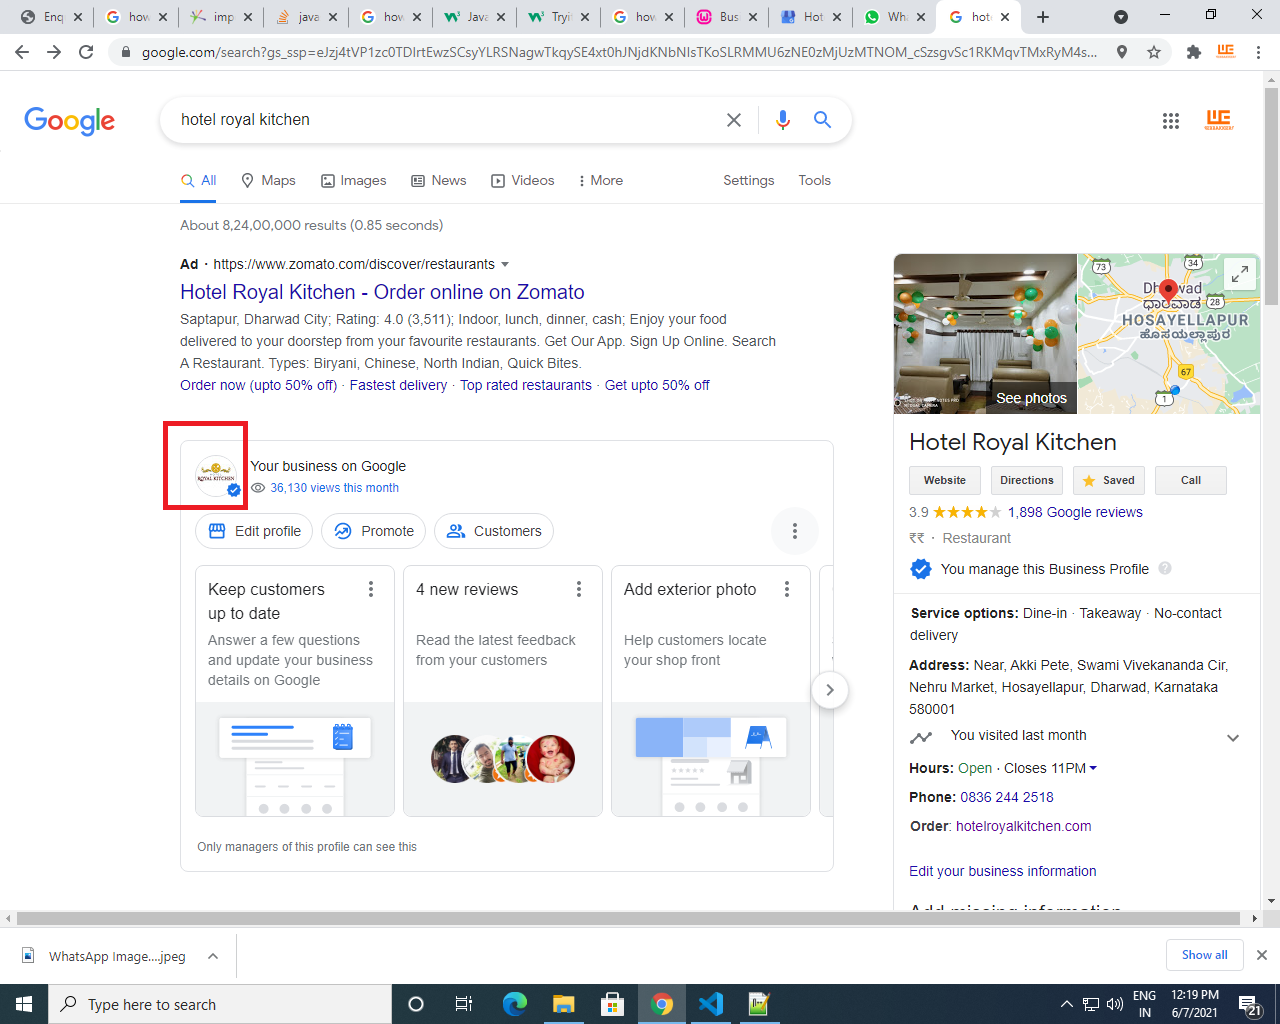 Enq
how
imp
java
how
Java
Tryi
how
Bus
Hot
Wha
hote
google.com/search?gs_ssp=eJzj4tVP1zc0TDIrtEwzSCsyYLRSNagwTkqySE4xt0hJNjdKNbNIsTKoSLRMMU6zNE0zMjUzMTNOM_cSzsgvSc1RKMqvTMxRyM4s...
Google
hotel royal kitchen
All
Maps
Images
News
Videos
More
Settings
Tools
About 8,24,00,000 results (0.85 seconds)
Ad · https://www.zomato.com/discover/restaurants
Hotel Royal Kitchen - Order online on Zomato
Saptapur, Dharwad City; Rating: 4.0 (3,511); Indoor, lunch, dinner, cash; Enjoy your food
delivered to your doorstep from your favourite restaurants. Get Our App. Sign Up Online. Search
A Restaurant. Types: Biryani, Chinese, North Indian, Quick Bites.
Order now (upto 50% off) · Fastest delivery · Top rated restaurants · Get upto 50% off
ROYAL KITCHEN
Your business on Google
36,130 views this month
Edit profile
Promote
Customers
Keep customers
up to date
Answer a few questions
and update your business
details on Google
4 new reviews
Read the latest feedback
from your customers
Add exterior photo
Help customers locate
your shop front
Only managers of this profile can see this
See photos
73
34
Dharwad
ಧಾರವಾಡ
28
HOSAYELLAPUR
ಹೊಸಯಲ್ಲಾಪುರ
67
1
Hotel Royal Kitchen
Website
Directions
Saved
Call
3.9
1,898 Google reviews
₹₹ · Restaurant
You manage this Business Profile
Service options: Dine-in · Takeaway · No-contact
delivery
Address: Near, Akki Pete, Swami Vivekananda Cir,
Nehru Market, Hosayellapur, Dharwad, Karnataka
580001
You visited last month
Hours: Open · Closes 11PM
Phone: 0836 244 2518
Order: hotelroyalkitchen.com
Edit your business information
Add missing information
WhatsApp Image....jpeg
Show all
Type here to search
ENG
IN
12:19 PM
6/7/2021
21